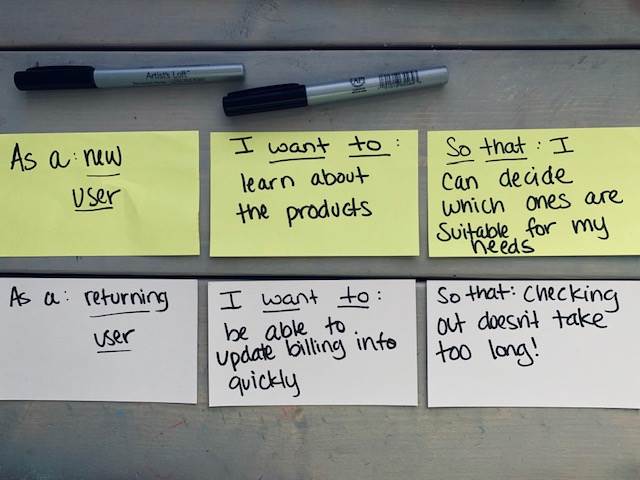 Artist's Loft
AP
As a: new
user
I want to:
learn about
the products
So that: I
can decide
which ones are
suitable for my
needs
As a: returning
user
I want to:
be able to
update billing info
quickly
So that: checking
out doesn't take
too long!